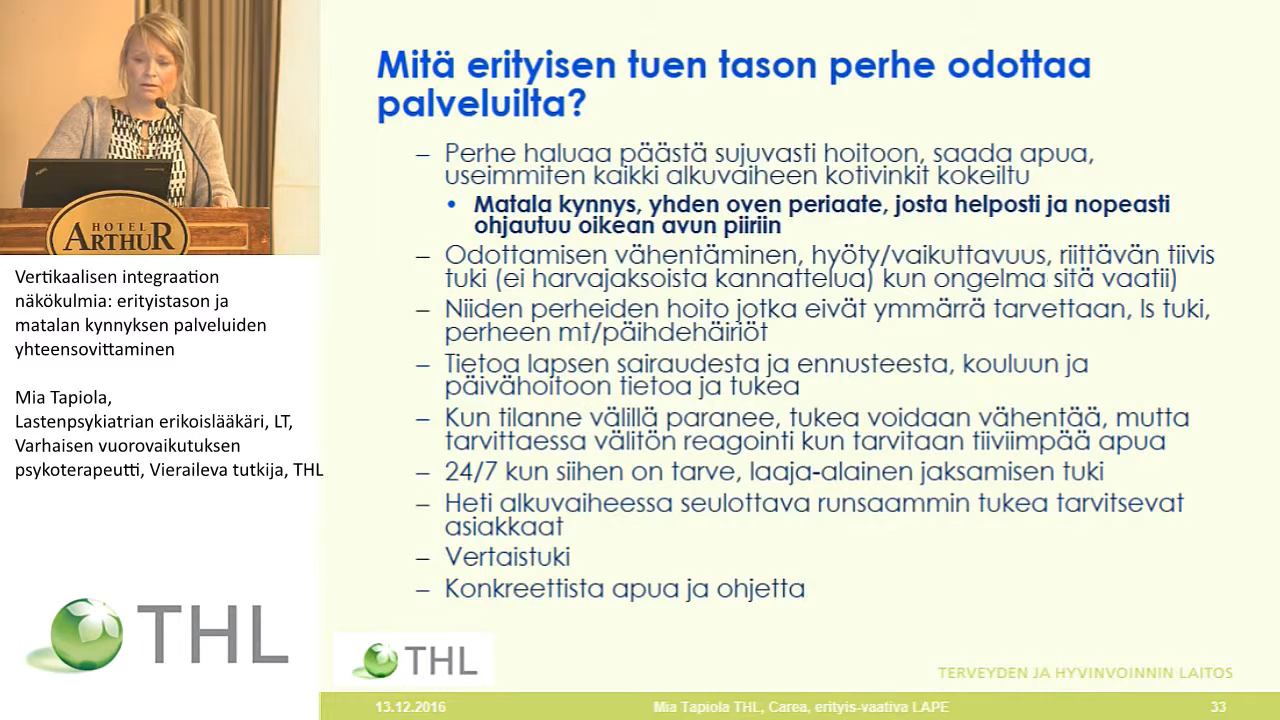 HOTEL
ARTHUR
Vertikaalisen integraation
näkökulmia: erityistason ja
matalan kynnyksen palveluiden
yhteensovittaminen
Mia Tapiola,
Lastenpsykiatrian erikoislääkäri, LT,
Varhaisen vuorovaikutuksen
psykoterapeutti, Vieraileva tutkija, THL
THL
Mitä erityisen tuen tason perhe odottaa
palveluilta?
– Perhe haluaa päästä sujuvasti hoitoon, saada apua,
useimmiten kaikki alkuvaiheen kotivinkit kokeiltu
• Matala kynnys, yhden oven periaate, josta helposti ja nopeasti
ohjautuu oikean avun piiriin
– Odottamisen vähentäminen, hyöty/vaikuttavuus, riittävän tiivis
tuki (ei harvajaksoista kannattelua) kun ongelma sitä vaatii)
– Niiden perheiden hoito jotka eivät ymmärrä tarvettaan, ls tuki,
perheen mt/päihdehäiriöt
– Tietoa lapsen sairaudesta ja ennusteesta, kouluun ja
päivähoitoon tietoa ja tukea
– Kun tilanne välillä paranee, tukea voidaan vähentää, mutta
tarvittaessa välitön reagointi kun tarvitaan tiiviimpää apua
– 24/7 kun siihen on tarve, laaja-alainen jaksamisen tuki
– Heti alkuvaiheessa seulottava runsaammin tukea tarvitsevat
asiakkaat
– Vertaistuki
– Konkreettista apua ja ohjetta
THL
TERVEYDEN JA HYVINVOINNIN LAITOS
13.12.2016 Mia Tapiola THL, Carea, erityis-vaativa LAPE 33